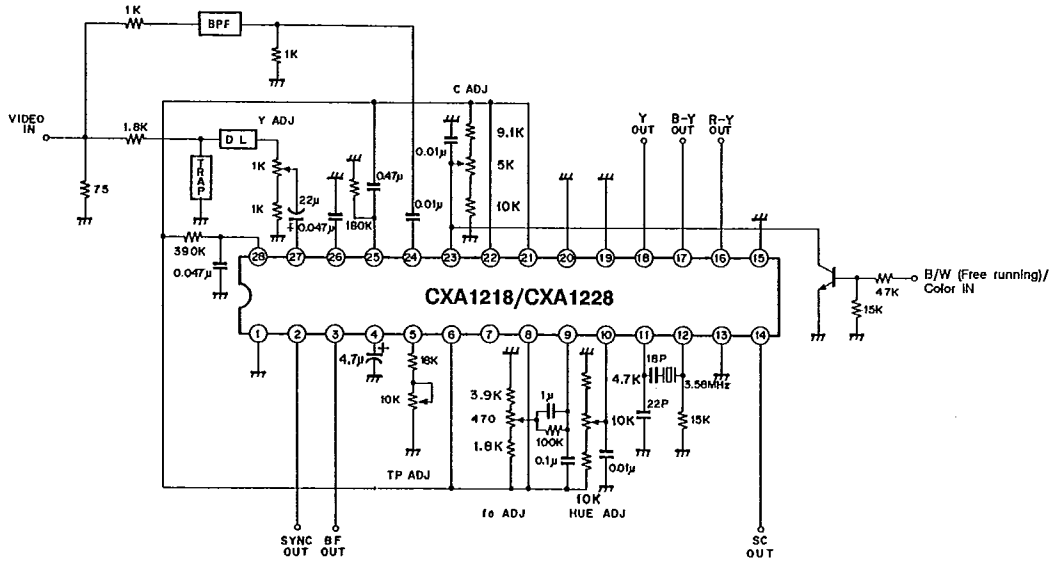 1K
BPF
1K
C ADJ
VIDEO
IN
1.8K
DL
Y ADJ
Y
OUT
B-Y
OUT
R-Y
OUT
0.01μ
9.1K
5K
10K
TRAP
75
1K
1K
22μ
+
0.047μ
180K
0.47μ
0.01μ
390K
0.047μ
28
27
26
25
24
23
22
21
20
19
18
17
16
15
B/W (Free running)/
Color IN
47K
15K
CXA1218/CXA1228
1
2
3
4
5
6
7
8
9
10
11
12
13
14
4.7μ
+
18K
10K
3.9K
470
1.8K
1μ
100K
0.1μ
4.7K
10K
10K
0.01μ
18P
22P
3.58MHz
15K
TP ADJ
fo ADJ
HUE ADJ
SYNC
OUT
BF
OUT
SC
OUT